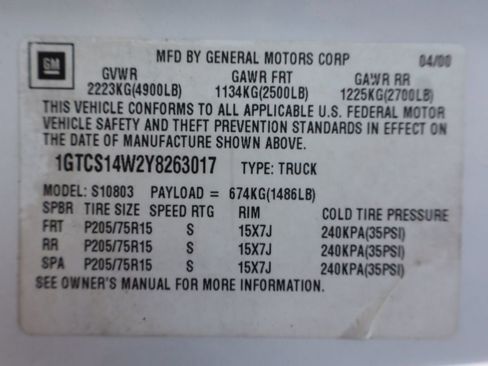 GM
MFD BY GENERAL MOTORS CORP 04/00
GVWR GAWR FRT GAWR RR
2223KG(4900LB) 1134KG(2500LB) 1225KG(2700LB)
THIS VEHICLE CONFORMS TO ALL APPLICABLE U.S. FEDERAL MOTOR
VEHICLE SAFETY AND THEFT PREVENTION STANDARDS IN EFFECT ON
THE DATE OF MANUFACTURE SHOWN ABOVE.
1GTCS14W2Y8263017 TYPE: TRUCK
MODEL: S10803 PAYLOAD = 674KG(1486LB)
SPBR TIRE SIZE SPEED RTG RIM COLD TIRE PRESSURE
FRT P205/75R15 S 15X7J 240KPA(35PSI)
RR P205/75R15 S 15X7J 240KPA(35PSI)
SPA P205/75R15 S 15X7J 240KPA(35PSI)
SEE OWNER'S MANUAL FOR MORE INFORMATION.